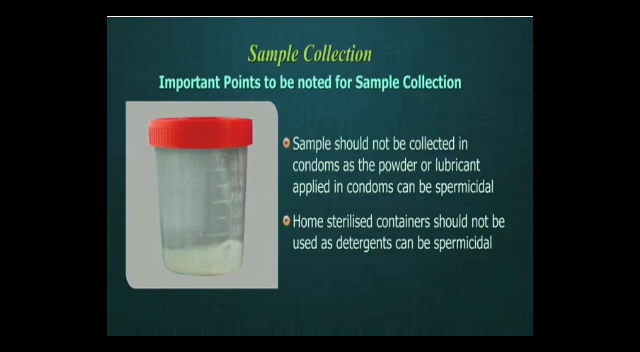 Sample Collection
Important Points to be noted for Sample Collection
Sample should not be collected in
condoms as the powder or lubricant
applied in condoms can be spermicidal
Home sterilised containers should not be
used as detergents can be spermicidal